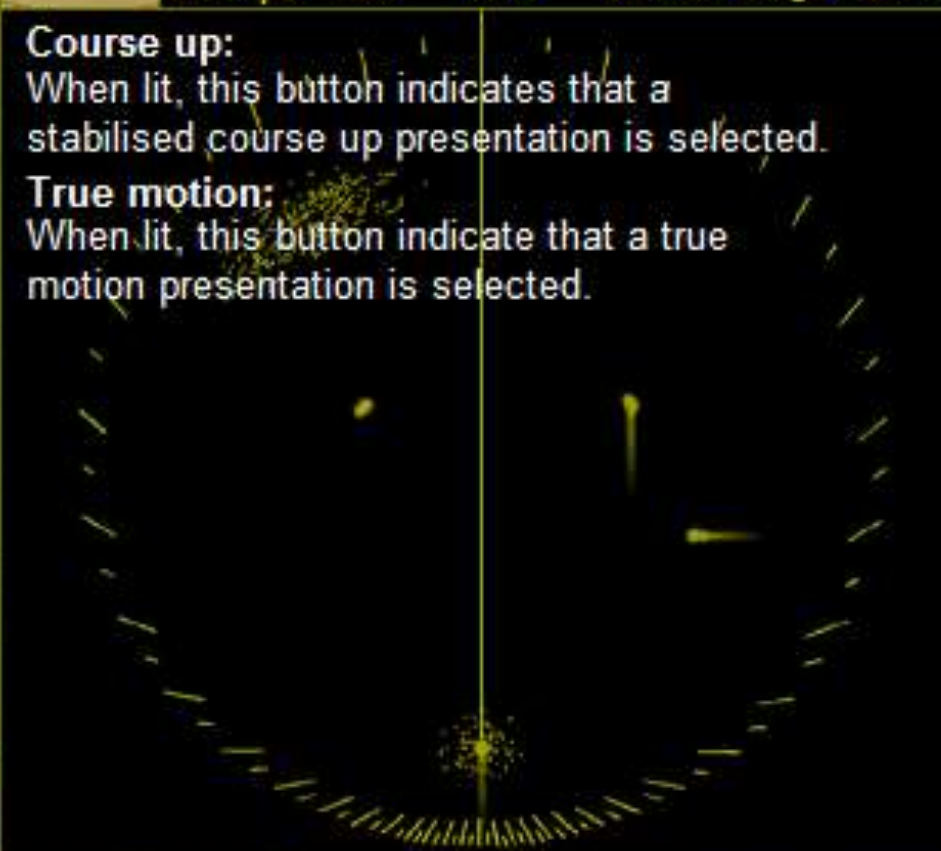 Course up:
When lit, this button indicates that a
stabilised course up presentation is selected.
True motion:
When lit, this button indicate that a true
motion presentation is selected.